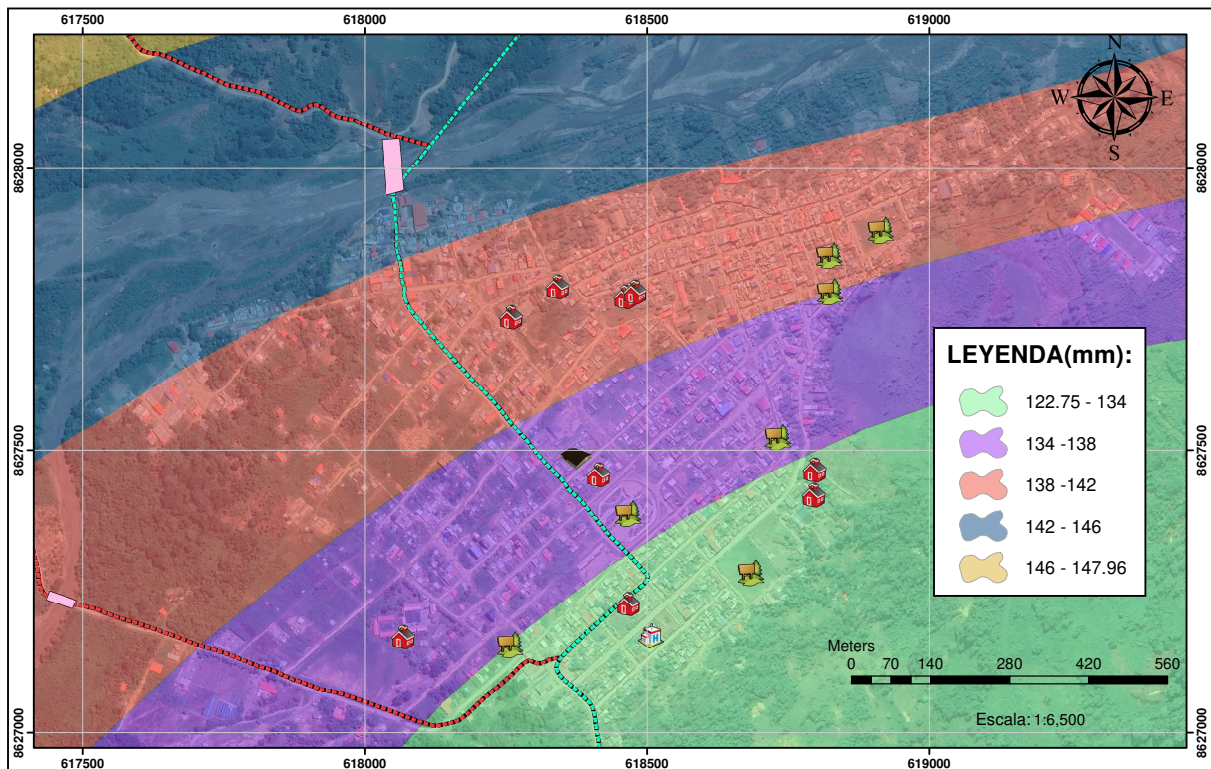 617500 618000 618500 619000
N
W E
S
8628000 8628000
LEYENDA(mm):
122.75 - 134
134 -138
138 -142
142 - 146
146 - 147.96
8627500 8627500
H
Meters
0 70 140 280 420 560
Escala: 1:6,500
8627000 8627000
617500 618000 618500 619000